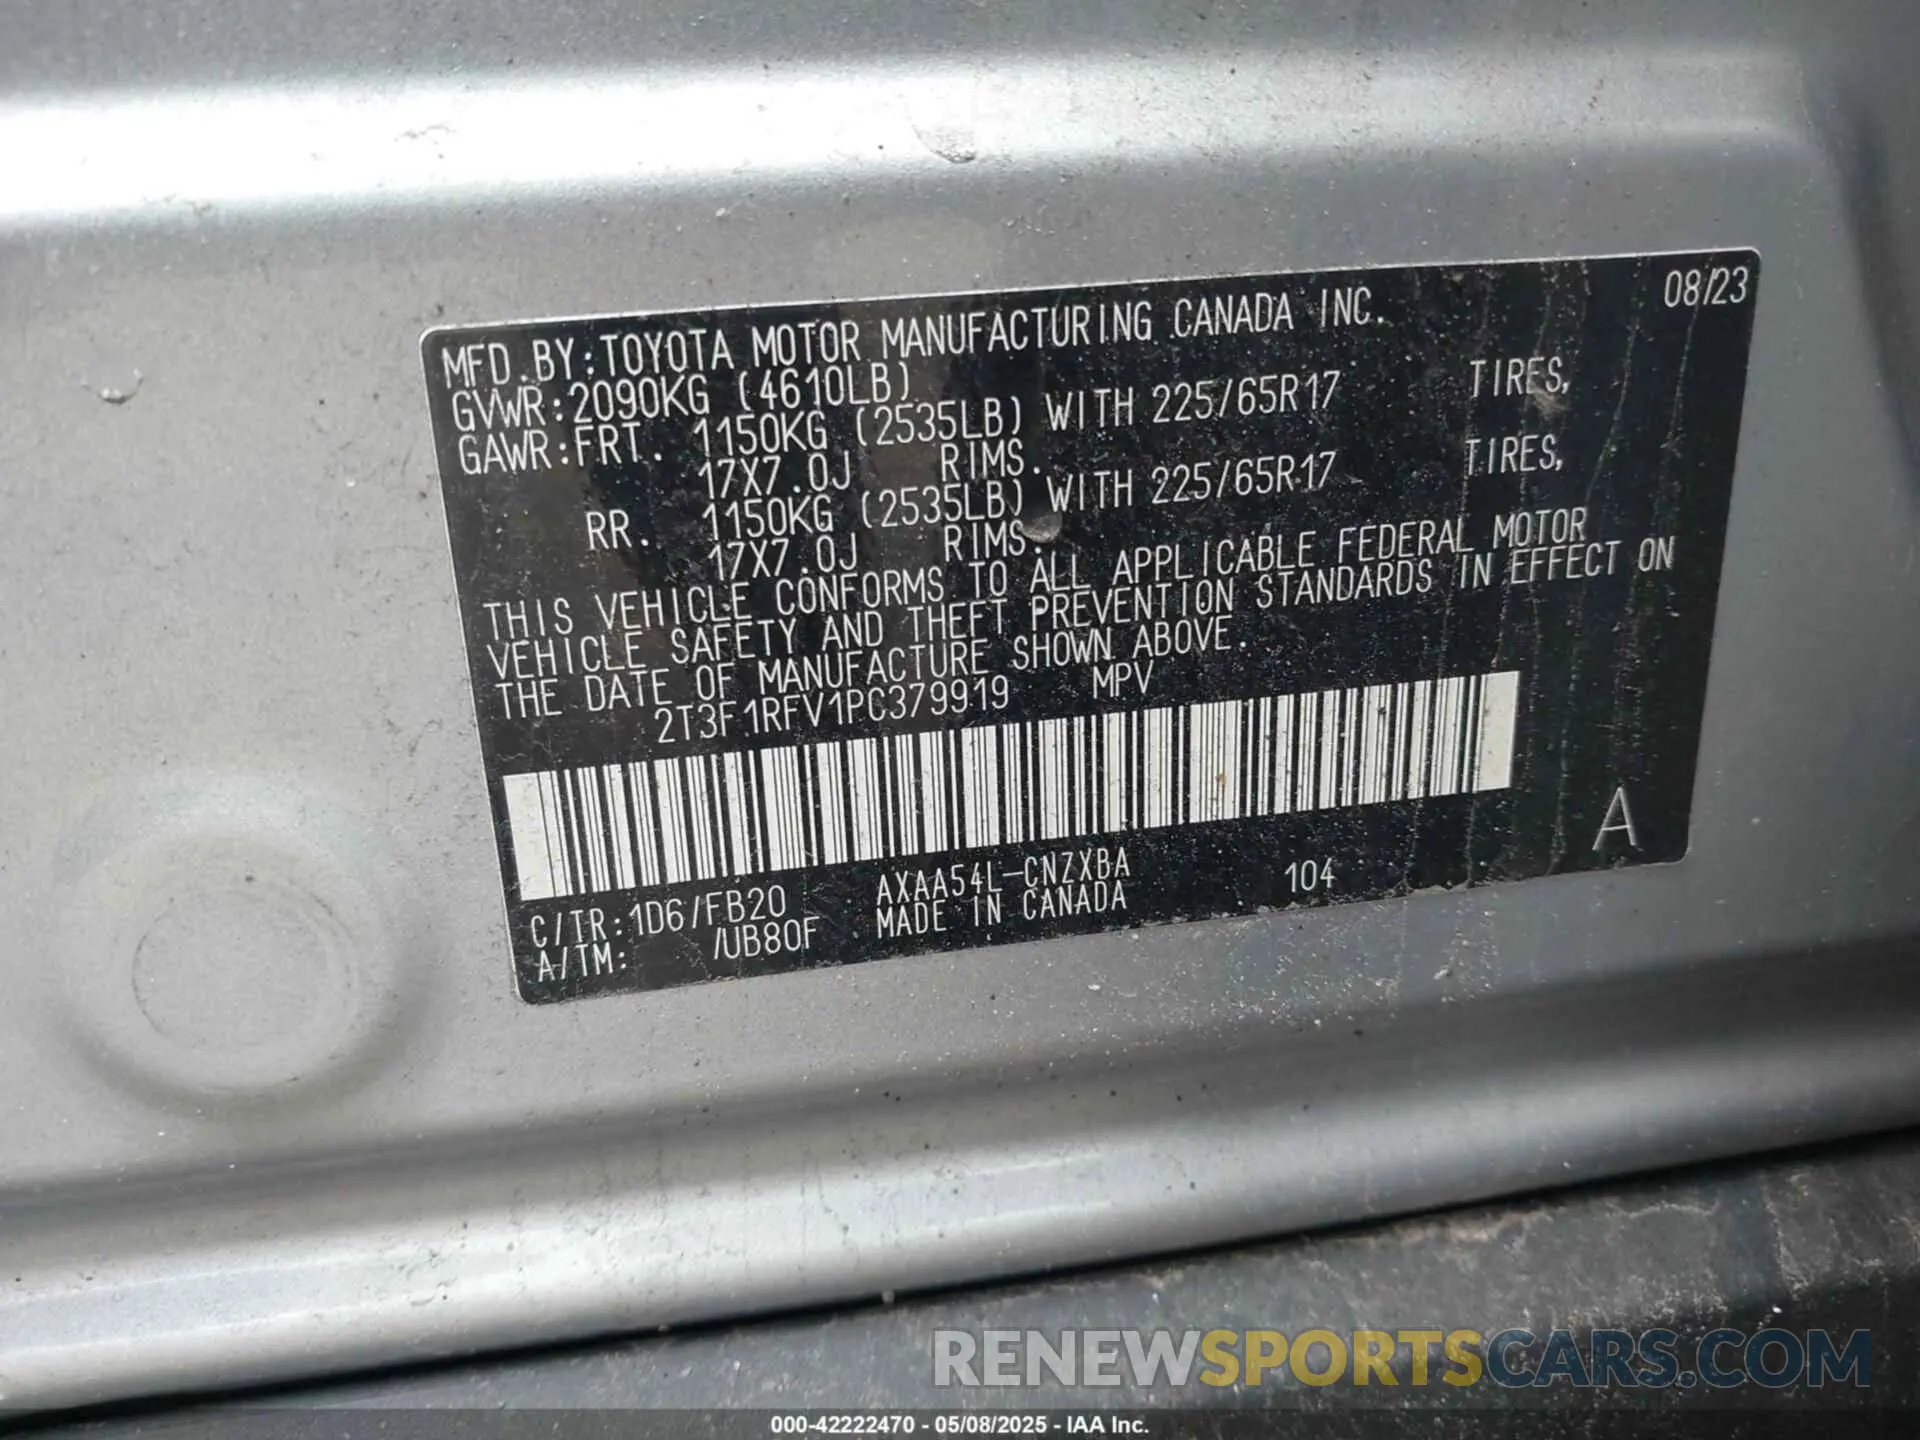 08/23
MFD.BY:TOYOTA MOTOR MANUFACTURING CANADA INC.
GVWR:2090KG (4610LB)
GAWR:FRT. 1150KG (2535LB) WITH 225/65R17 TIRES,
17X7.0J RIMS.
RR. 1150KG (2535LB) WITH 225/65R17 TIRES,
17X7.0J RIMS.
THIS VEHICLE CONFORMS TO ALL APPLICABLE FEDERAL MOTOR
VEHICLE SAFETY AND THEFT PREVENTION STANDARDS IN EFFECT ON
THE DATE OF MANUFACTURE SHOWN ABOVE.
2T3F1RFV1PC379919 MPV
A
C/TR:1D6/FB20 AXAA54L-CNZXBA 104
A/TM: /UB80F MADE IN CANADA
RENEWSPORTSCARS.COM
000-42222470 - 05/08/2025 - IAA Inc.